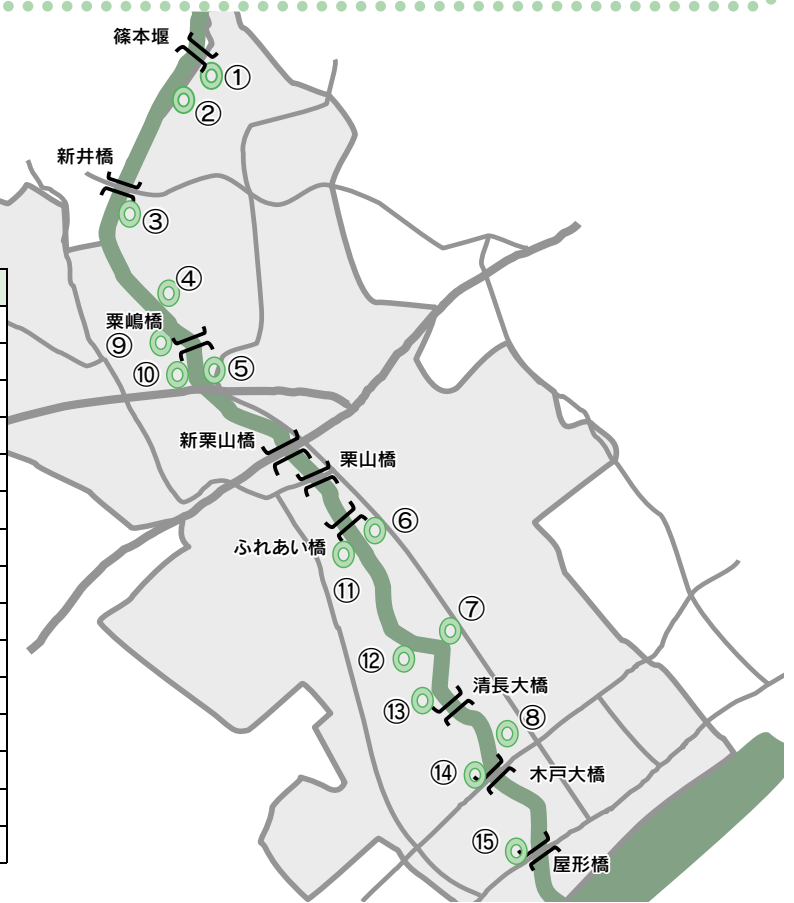 篠本堰
①
②
新井橋
③
④
粟嶋橋
⑨
⑩
⑤
新栗山橋
栗山橋
⑥
ふれあい橋
⑪
⑦
⑫
清長大橋
⑬
⑧
⑭
木戸大橋
⑮
屋形橋